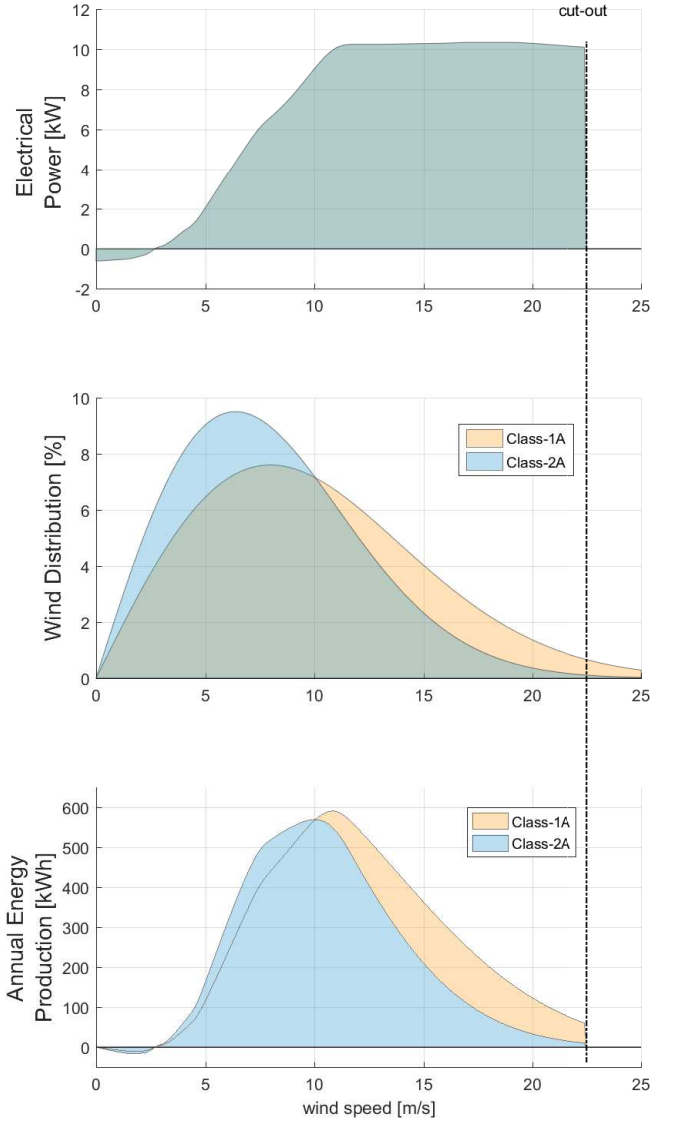 cut-out
12
10
8
6
4
2
0
-2
Electrical
Power [kW]
0 5 10 15 20 25
10
8
6
4
2
0
Wind Distribution [%]
Class-1A
Class-2A
0 5 10 15 20 25
600
500
400
300
200
100
0
Annual Energy
Production [kWh]
Class-1A
Class-2A
0 5 10 15 20 25
wind speed [m/s]